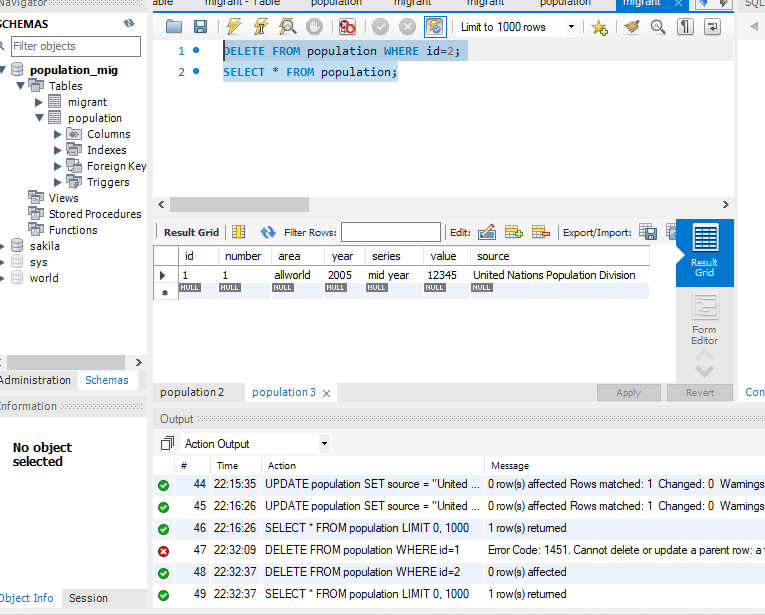 Navigator
able migrant - Table population migrant migrant population migrant SQL
SCHEMAS
Filter objects
Limit to 1000 rows
population_mig
Tables
migrant
population
Columns
Indexes
Foreign Key
Triggers
Views
Stored Procedures
Functions
sakila
sys
world
1 DELETE FROM population WHERE id=2;
2 SELECT * FROM population;
Result Grid Filter Rows: Edit: Export/Import:
id number area year series value source
1 1 allworld 2005 mid year 12345 United Nations Population Division
NULL NULL NULL NULL NULL NULL NULL
Result
Grid
Form
Editor
Administration Schemas
population 2 population 3 Apply Revert Con
Information
No object
selected
Output
Action Output
# Time Action Message
44 22:15:35 UPDATE population SET source = "United ... 0 row(s) affected Rows matched: 1 Changed: 0 Warnings
45 22:16:26 UPDATE population SET source = "United ... 0 row(s) affected Rows matched: 1 Changed: 0 Warnings
46 22:16:26 SELECT * FROM population LIMIT 0, 1000 1 row(s) returned
47 22:32:09 DELETE FROM population WHERE id=1 Error Code: 1451. Cannot delete or update a parent row: a f
48 22:32:37 DELETE FROM population WHERE id=2 0 row(s) affected
49 22:32:37 SELECT * FROM population LIMIT 0, 1000 1 row(s) returned
Object Info Session